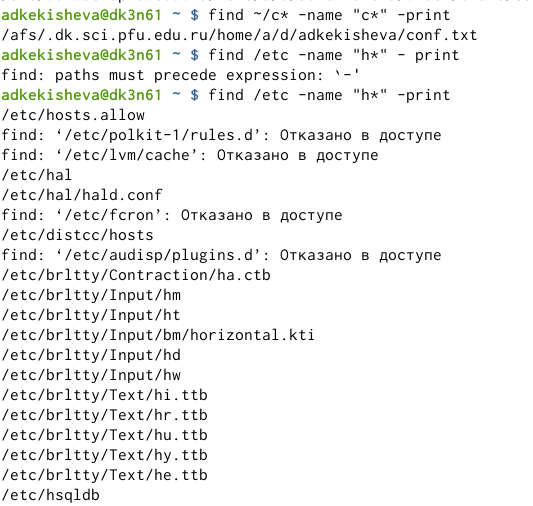 adkekisheva@dk3n61 ~ $ find ~/c* -name "c*" -print
/afs/.dk.sci.pfu.edu.ru/home/a/d/adkekisheva/conf.txt
adkekisheva@dk3n61 ~ $ find /etc -name "h*" - print
find: paths must precede expression: `-'
adkekisheva@dk3n61 ~ $ find /etc -name "h*" -print
/etc/hosts.allow
find: ‘/etc/polkit-1/rules.d’: Отказано в доступе
find: ‘/etc/lvm/cache’: Отказано в доступе
/etc/hal
/etc/hal/hald.conf
find: ‘/etc/fcron’: Отказано в доступе
/etc/distcc/hosts
find: ‘/etc/audisp/plugins.d’: Отказано в доступе
/etc/brltty/Contraction/ha.ctb
/etc/brltty/Input/hm
/etc/brltty/Input/ht
/etc/brltty/Input/bm/horizontal.kti
/etc/brltty/Input/hd
/etc/brltty/Input/hw
/etc/brltty/Text/hi.ttb
/etc/brltty/Text/hr.ttb
/etc/brltty/Text/hu.ttb
/etc/brltty/Text/hy.ttb
/etc/brltty/Text/he.ttb
/etc/hsqldb